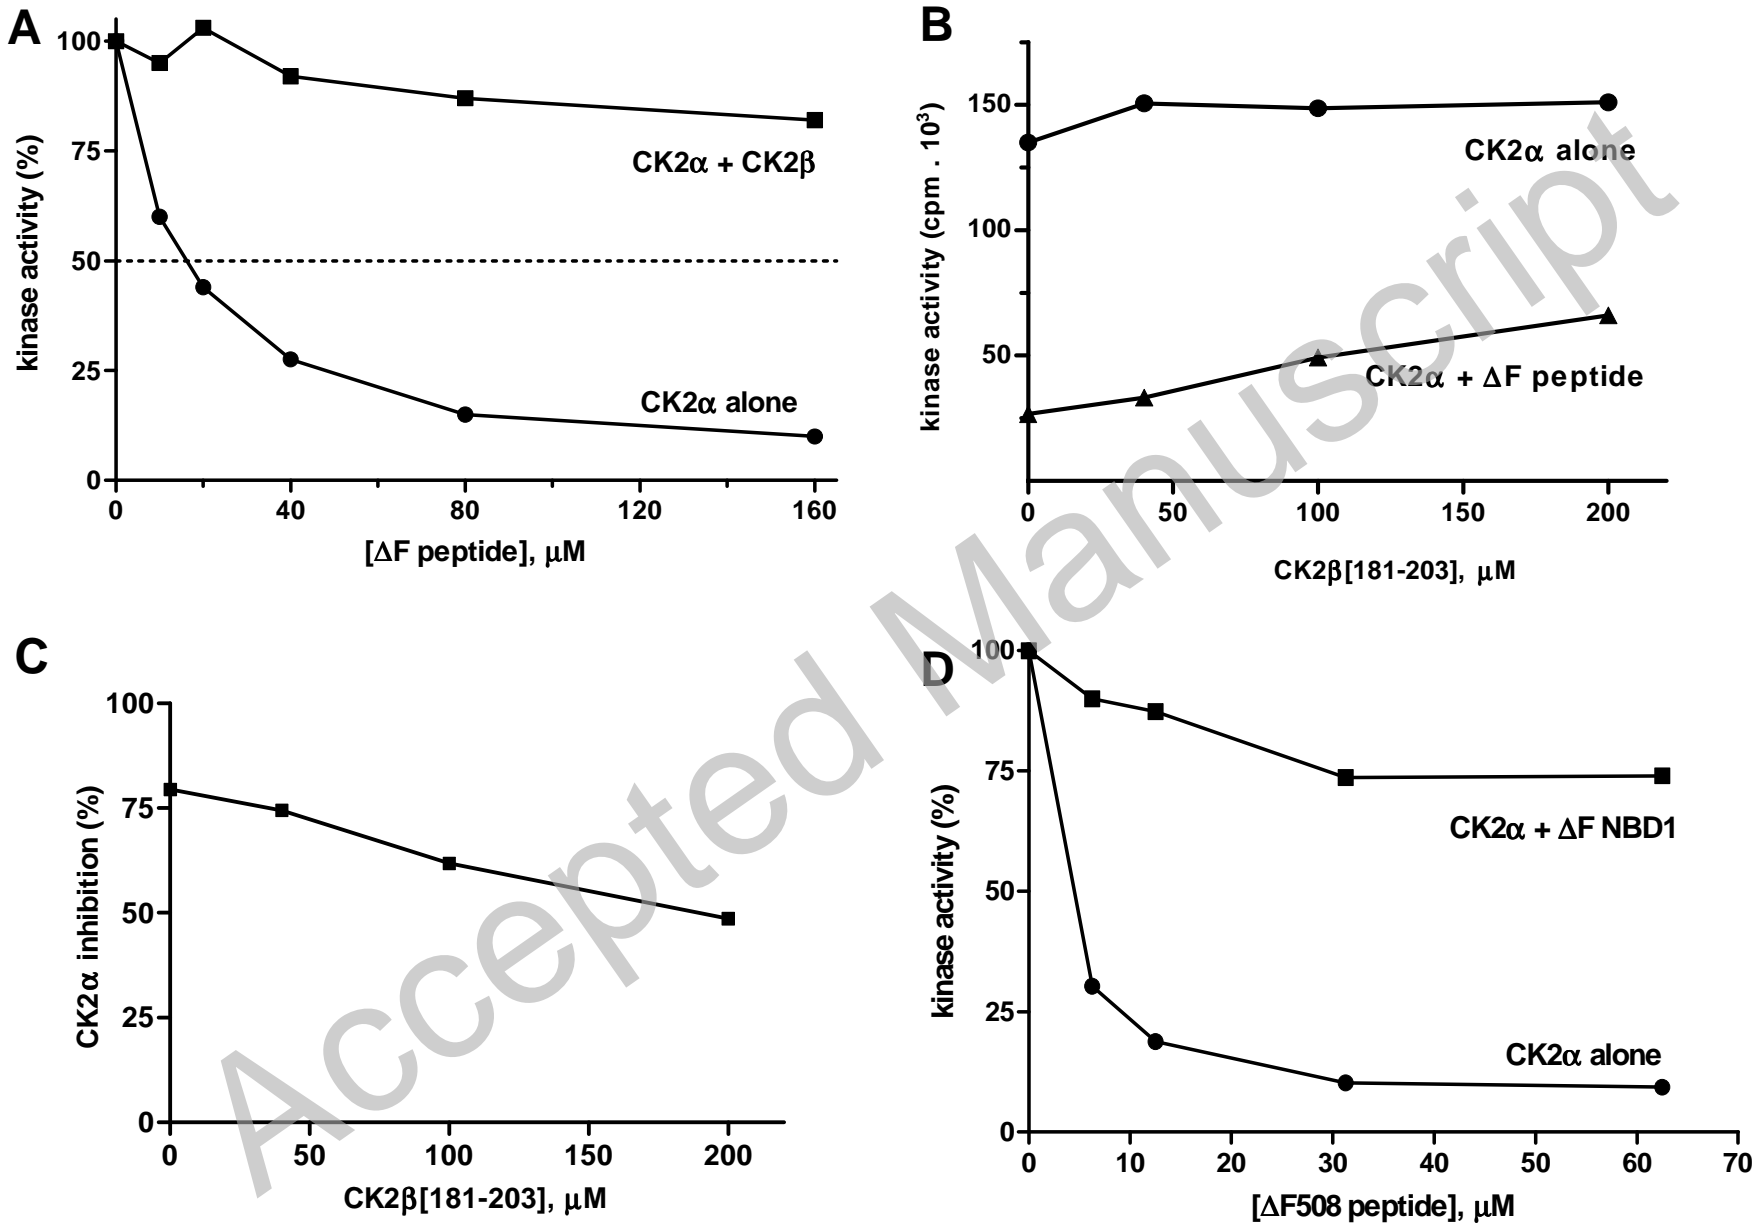 A
kinase activity (%)
100
75
50
25
0
0 40 80 120 160
[ΔF peptide], μM
CK2α + CK2β
CK2α alone
B
kinase activity (cpm . 10³)
150
100
50
0 50 100 150 200
CK2β[181-203], μM
CK2α alone
CK2α + ΔF peptide
C
CK2α inhibition (%)
100
75
50
25
0
0 50 100 150 200
CK2β[181-203], μM
D
kinase activity (%)
100
75
50
25
0
0 10 20 30 40 50 60 70
[ΔF508 peptide], μM
CK2α + ΔF NBD1
CK2α alone
Accepted Manuscript